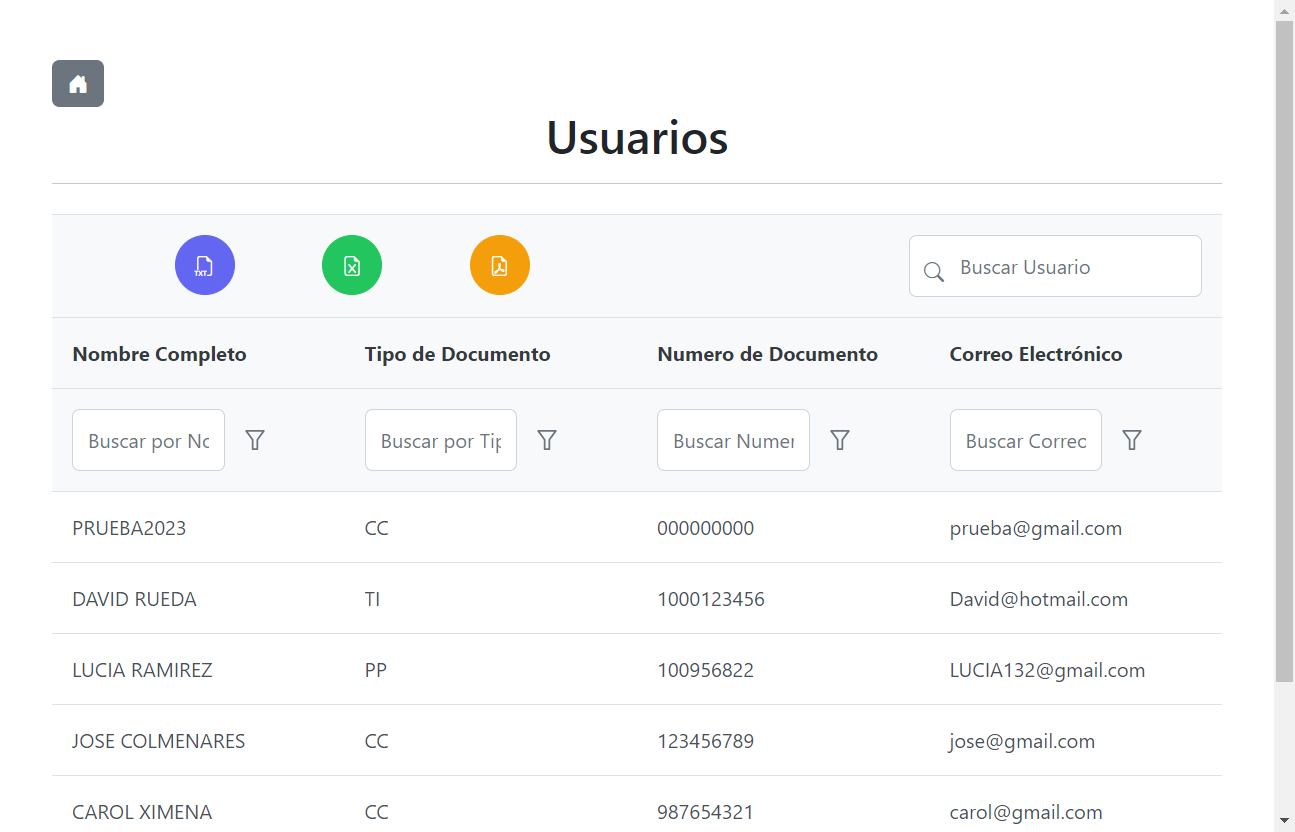 Usuarios
TXT
X
Buscar Usuario
Nombre Completo Tipo de Documento Numero de Documento Correo Electrónico
Buscar por No Buscar por Tip Buscar Numer Buscar Correc
PRUEBA2023 CC 000000000 prueba@gmail.com
DAVID RUEDA TI 1000123456 David@hotmail.com
LUCIA RAMIREZ PP 100956822 LUCIA132@gmail.com
JOSE COLMENARES CC 123456789 jose@gmail.com
CAROL XIMENA CC 987654321 carol@gmail.com